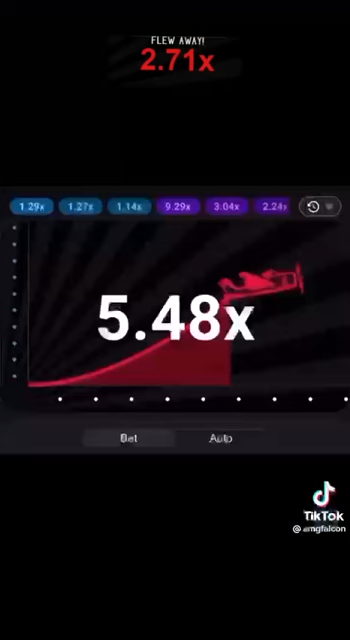 FLEW AWAY!
2.71x
1.29x 1.27x 1.14x 9.29x 3.04x 2.24x
5.48x
Bet Auto
TikTok
@amgfalcon